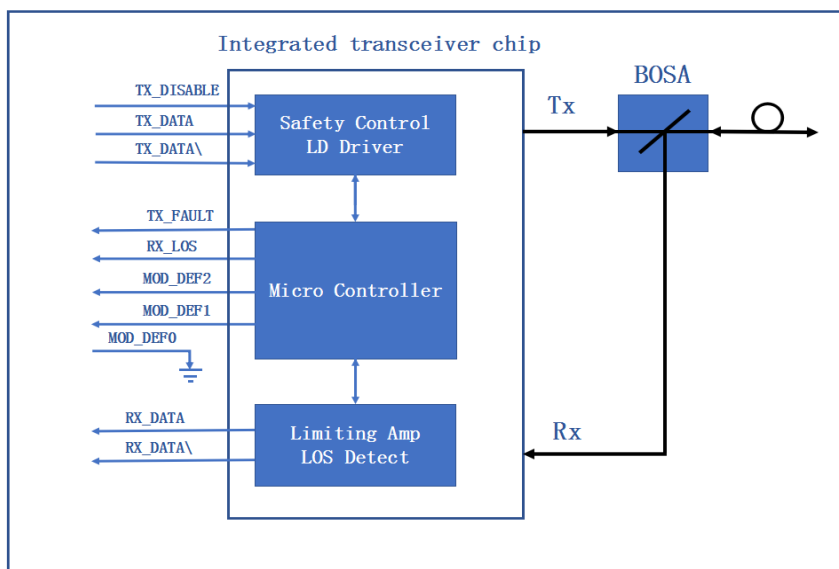 Integrated transceiver chip
BOSA
TX_DISABLE
TX_DATA
TX_DATA\
Safety Control
LD Driver
Tx
TX_FAULT
RX_LOS
MOD_DEF2
MOD_DEF1
MOD_DEF0
Micro Controller
RX_DATA
RX_DATA\
Limiting Amp
LOS Detect
Rx